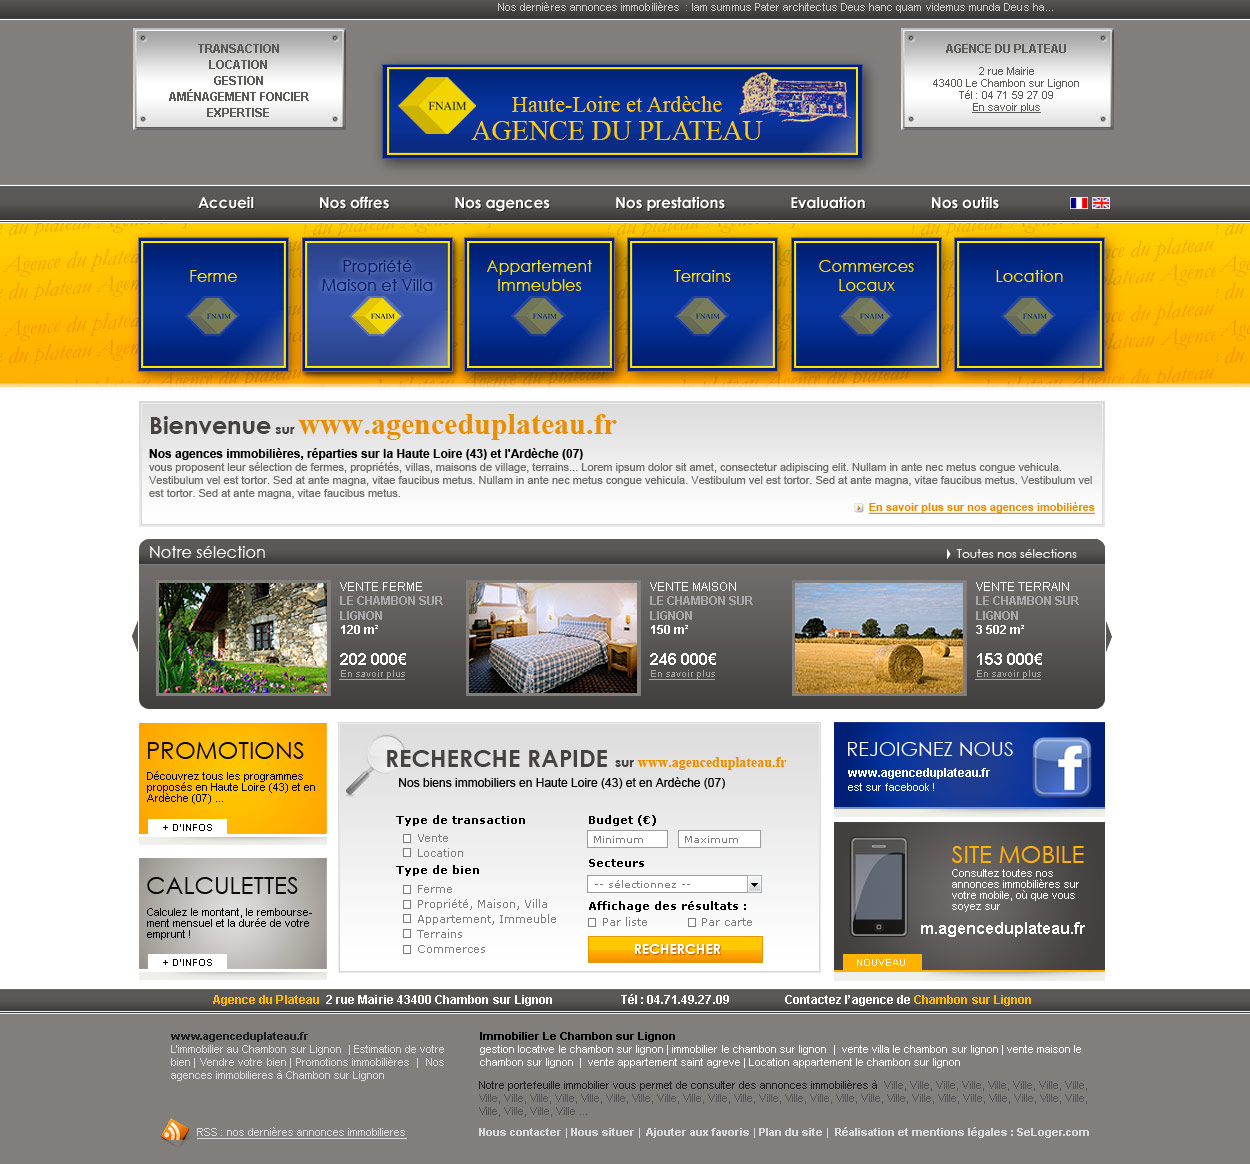 Nos dernières annonces immobilières : Iam summus Pater architectus Deus hanc quam videmus munda Deus ha...
TRANSACTION
LOCATION
GESTION
AMÉNAGEMENT FONCIER
EXPERTISE
FNAIM
Haute-Loire et Ardèche
AGENCE DU PLATEAU
AGENCE DU PLATEAU
2 rue Mairie
43400 Le Chambon sur Lignon
Tél : 04 71 59 27 09
En savoir plus
Accueil Nos offres Nos agences Nos prestations Evaluation Nos outils
Agence du plateau
Ferme
FNAIM
Propriété
Maison et Villa
FNAIM
Appartement
Immeubles
FNAIM
Terrains
FNAIM
Commerces
Locaux
FNAIM
Location
FNAIM
Bienvenue sur www.agenceduplateau.fr
Nos agences immobilières, réparties sur la Haute Loire (43) et l'Ardèche (07)
vous proposent leur sélection de fermes, propriétés, villas, maisons de village, terrains... Lorem ipsum dolor sit amet, consectetur adipiscing elit. Nullam in ante nec metus congue vehicula.
Vestibulum vel est tortor. Sed at ante magna, vitae faucibus metus. Nullam in ante nec metus congue vehicula. Vestibulum vel est tortor. Sed at ante magna, vitae faucibus metus. Vestibulum vel
est tortor. Sed at ante magna, vitae faucibus metus.
En savoir plus sur nos agences imobilières
Notre sélection
Toutes nos sélections
VENTE FERME
LE CHAMBON SUR
LIGNON
120 m²
202 000€
En savoir plus
VENTE MAISON
LE CHAMBON SUR
LIGNON
150 m²
246 000€
En savoir plus
VENTE TERRAIN
LE CHAMBON SUR
LIGNON
3 502 m²
153 000€
En savoir plus
PROMOTIONS
Découvrez tous les programmes
proposés en Haute Loire (43) et en
Ardèche (07) ...
+ D'INFOS
CALCULETTES
Calculez le montant, le rembourse-
ment mensuel et la durée de votre
emprunt !
+ D'INFOS
RECHERCHE RAPIDE sur www.agenceduplateau.fr
Nos biens immobiliers en Haute Loire (43) et en Ardèche (07)
Type de transaction
Vente
Location
Type de bien
Ferme
Propriété, Maison, Villa
Appartement, Immeuble
Terrains
Commerces
Budget (€)
Minimum Maximum
Secteurs
-- sélectionnez --
Affichage des résultats :
Par liste Par carte
RECHERCHER
REJOIGNEZ NOUS
www.agenceduplateau.fr
est sur facebook !
f
SITE MOBILE
Consultez toutes nos
annonces immobilières sur
votre mobile, où que vous
soyez sur
m.agenceduplateau.fr
NOUVEAU
Agence du Plateau 2 rue Mairie 43400 Chambon sur Lignon Tél : 04.71.49.27.09 Contactez l'agence de Chambon sur Lignon
www.agenceduplateau.fr
L'immobilier au Chambon sur Lignon | Estimation de votre
bien | Vendre votre bien | Promotions immobilières | Nos
agences immobilieres á Chambon sur Lignon
RSS : nos dernières annonces immobilieres
Immobilier Le Chambon sur Lignon
gestion locative le chambon sur lignon | immobilier le chambon sur lignon | vente villa le chambon sur lignon | vente maison le
chambon sur lignon | vente appartement saint agreve | Location appartement le chambon sur lignon
Notre portefeuille immobilier vous permet de consulter des annonces immobilières à Ville, Ville, Ville, Ville, Ville, Ville, Ville, Ville,
Ville, Ville, Ville, Ville, Ville, Ville, Ville, Ville, Ville, Ville, Ville, Ville, Ville, Ville, Ville, Ville, Ville, Ville, Ville, Ville, Ville, Ville,
Ville, Ville, Ville, Ville ...
Nous contacter | Nous situer | Ajouter aux favoris | Plan du site | Réalisation et mentions légales : SeLoger.com